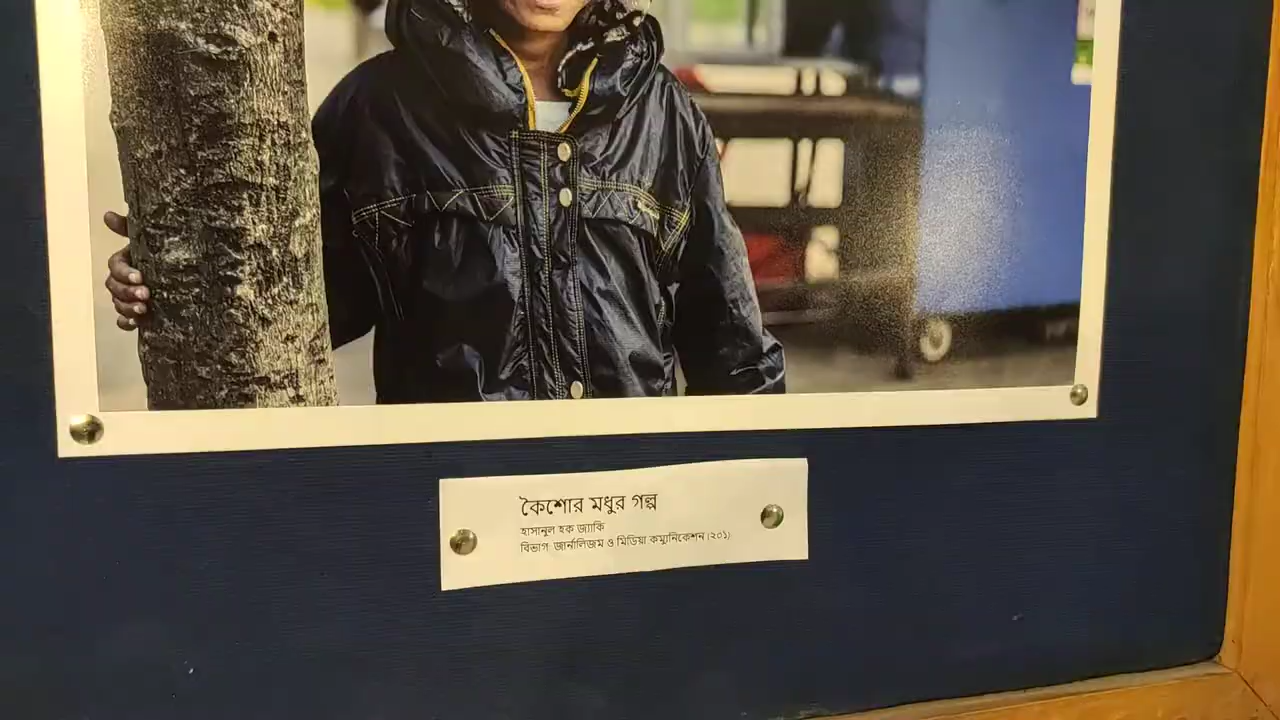 কৈশোর মধুর গল্প
হাসানুল হক জ্যাকি
বিভাগ জার্নালিজম ও মিডিয়া কম্যুনিকেশন (২০১)